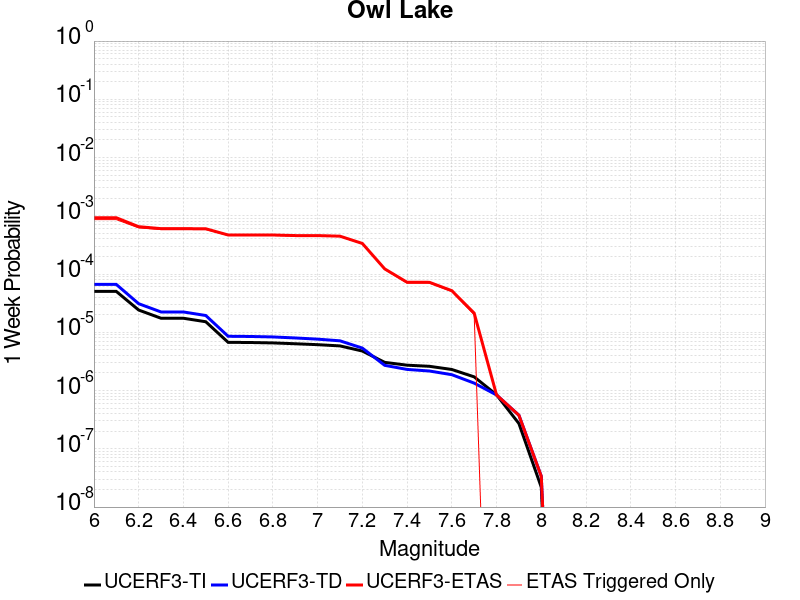 Owl Lake
10^0
10^-1
10^-2
10^-3
10^-4
10^-5
10^-6
10^-7
10^-8
1 Week Probability
6 6.2 6.4 6.6 6.8 7 7.2 7.4 7.6 7.8 8 8.2 8.4 8.6 8.8 9
Magnitude
UCERF3-TI UCERF3-TD UCERF3-ETAS ETAS Triggered Only